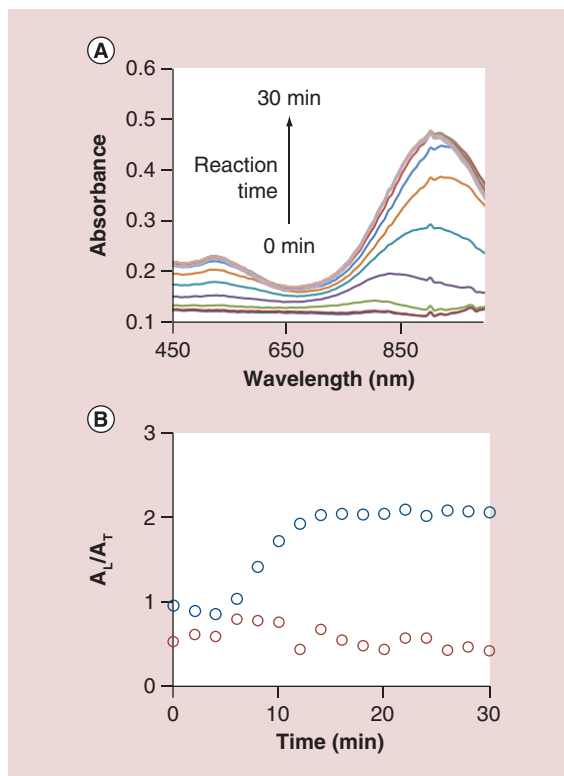 A
0.6
0.5
0.4
0.3
0.2
0.1
Absorbance
30 min
Reaction
time
0 min
450
650
850
Wavelength (nm)
B
3
2
1
0
A_L/A_T
0
10
20
30
Time (min)